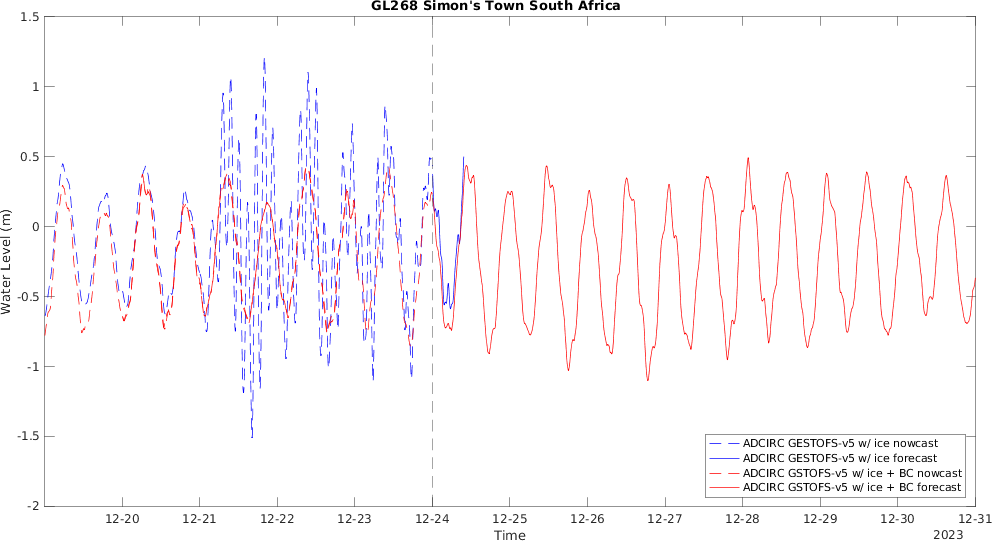 GL268 Simon's Town South Africa
1.5
1
0.5
0
-0.5
-1
-1.5
-2
Water Level (m)
ADCIRC GESTOFS-v5 w/ ice nowcast
ADCIRC GESTOFS-v5 w/ ice forecast
ADCIRC GSTOFS-v5 w/ ice + BC nowcast
ADCIRC GSTOFS-v5 w/ ice + BC forecast
12-20 12-21 12-22 12-23 12-24 12-25 12-26 12-27 12-28 12-29 12-30 12-31
Time
2023